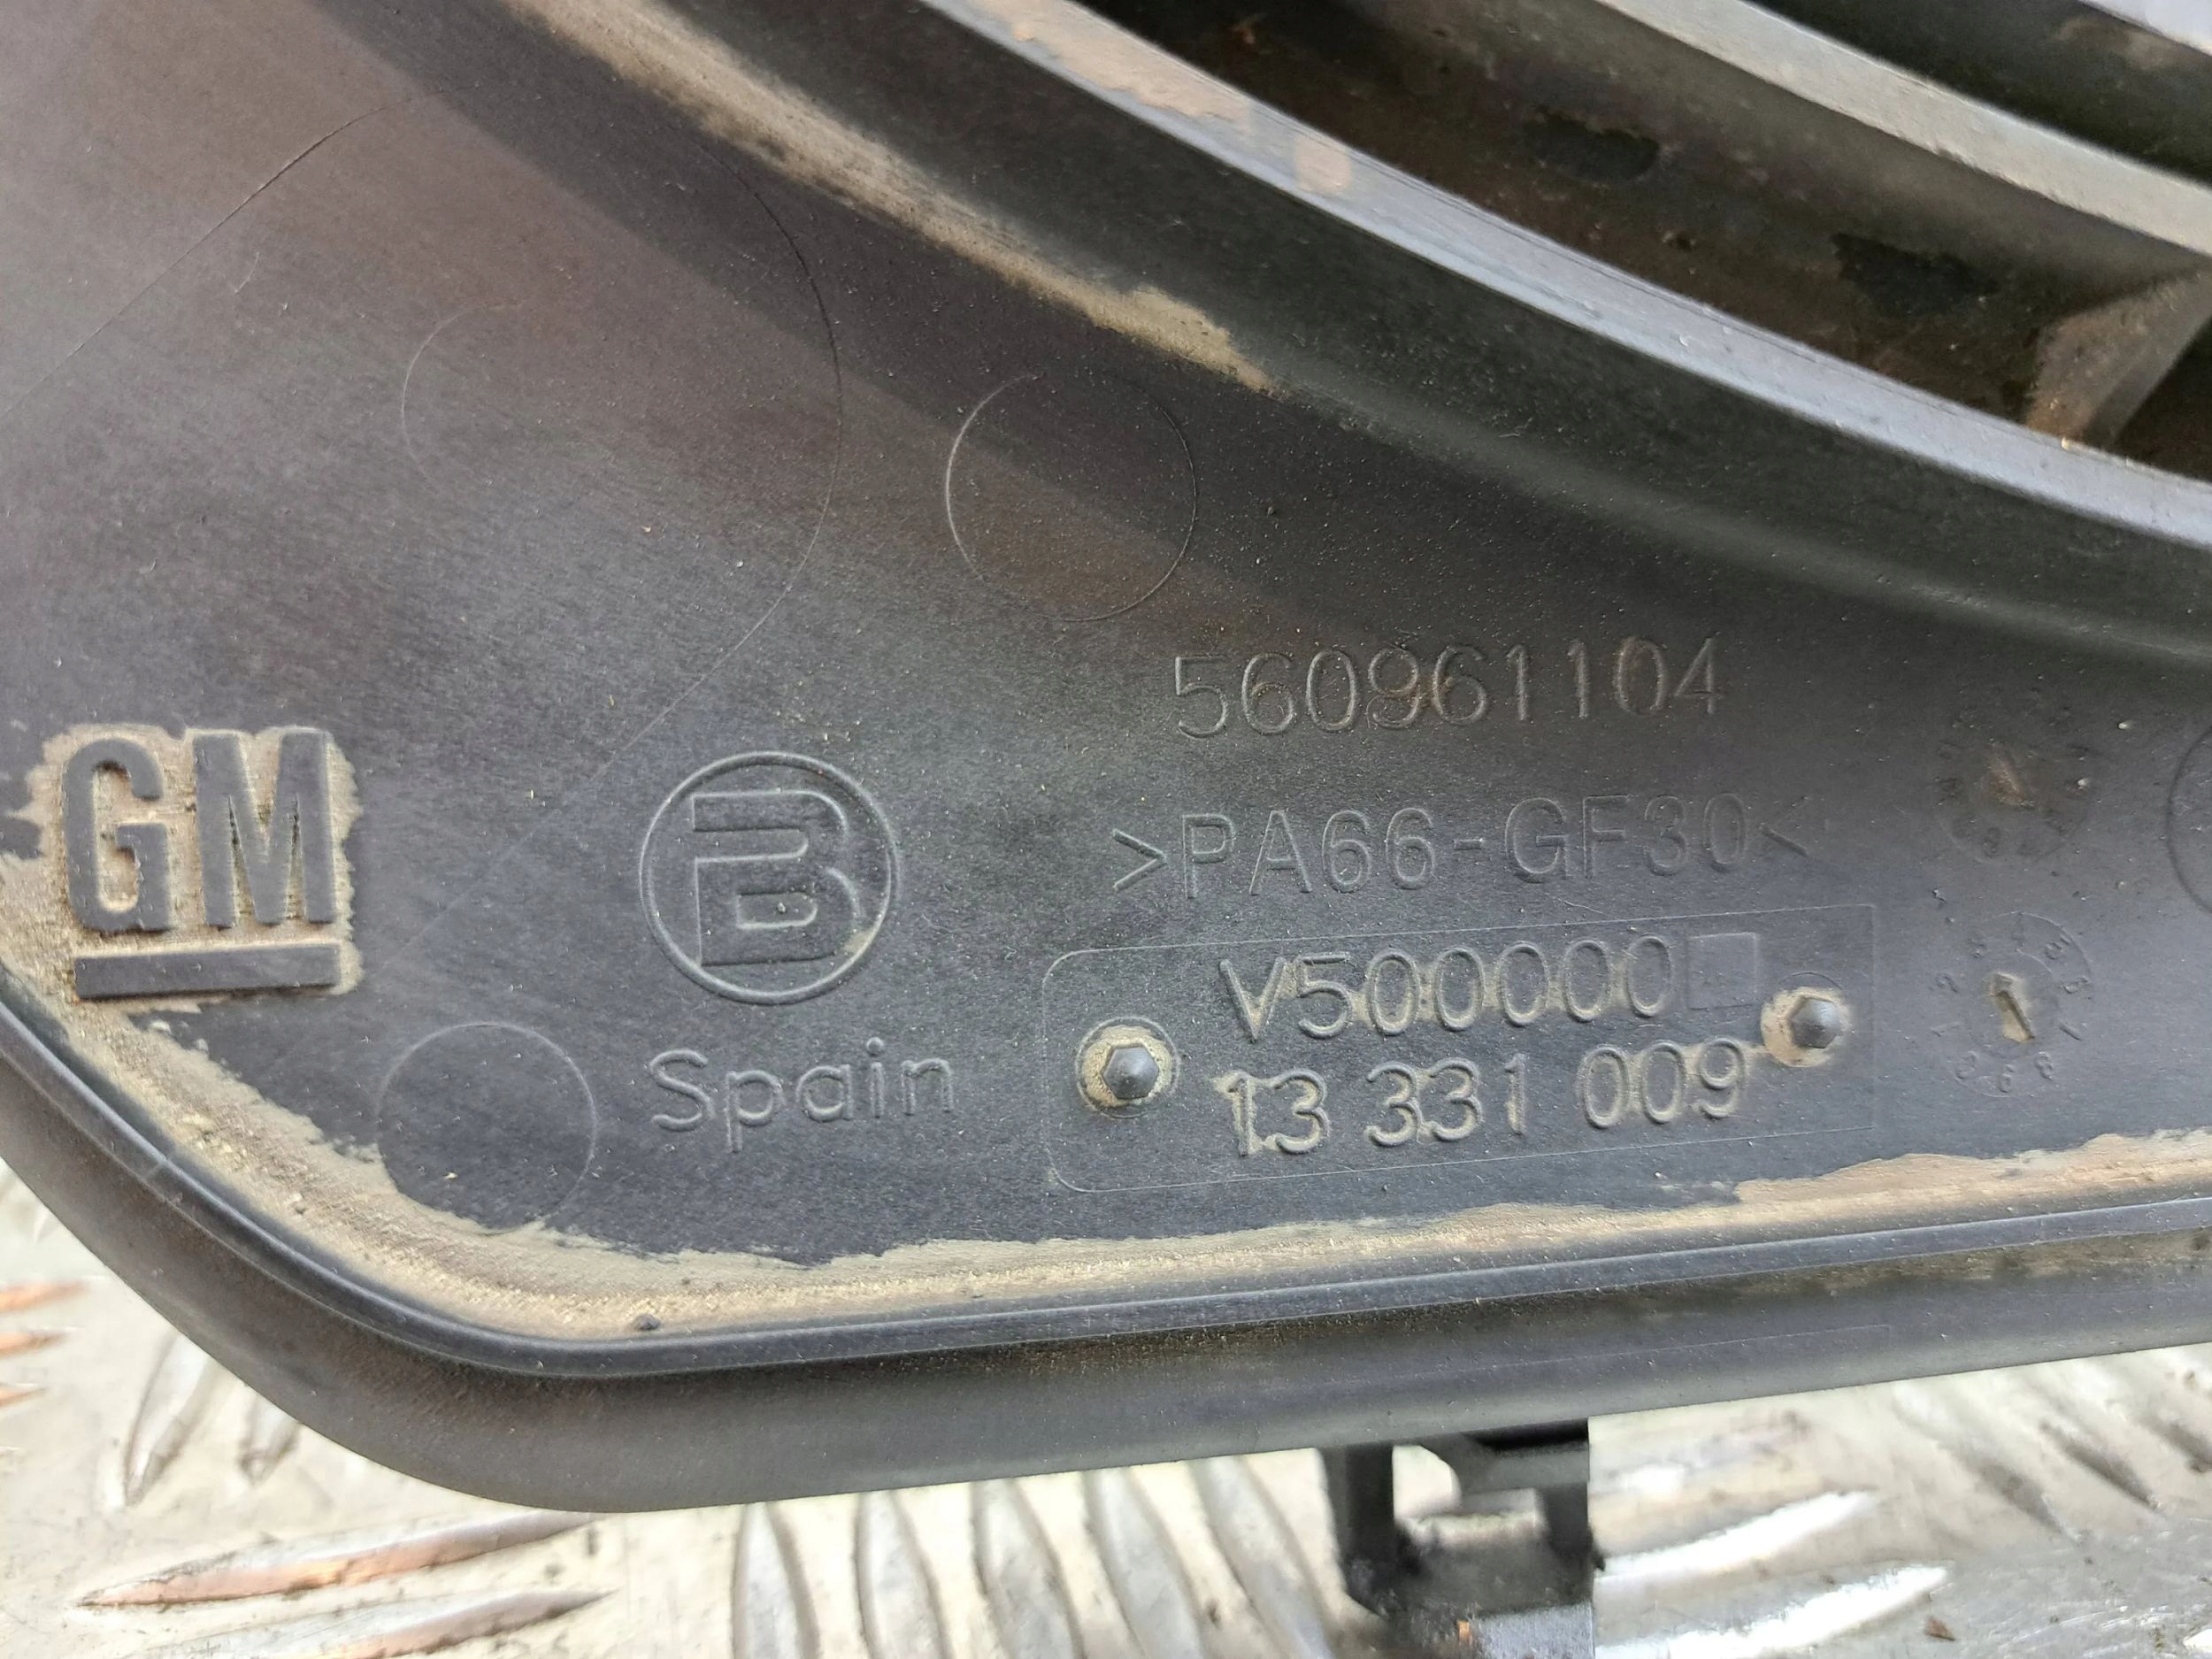 560961104
>PA66-GF30<
GM
B
V500000
Spain
13 331 009